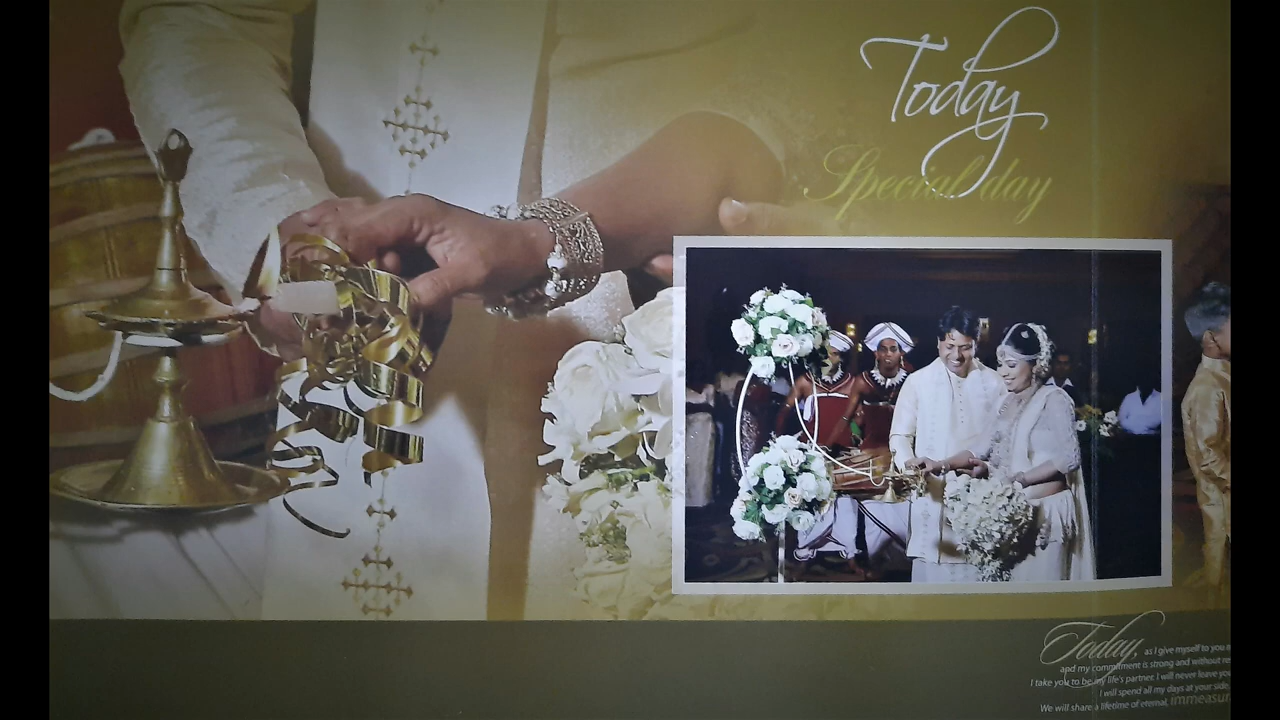 Today
Special day
Today, as I give myself to you
and my commitment is strong and without
I take you to be my life's partner. I will never leave
I will spend all my days at your side
We will share a lifetime of eternal,